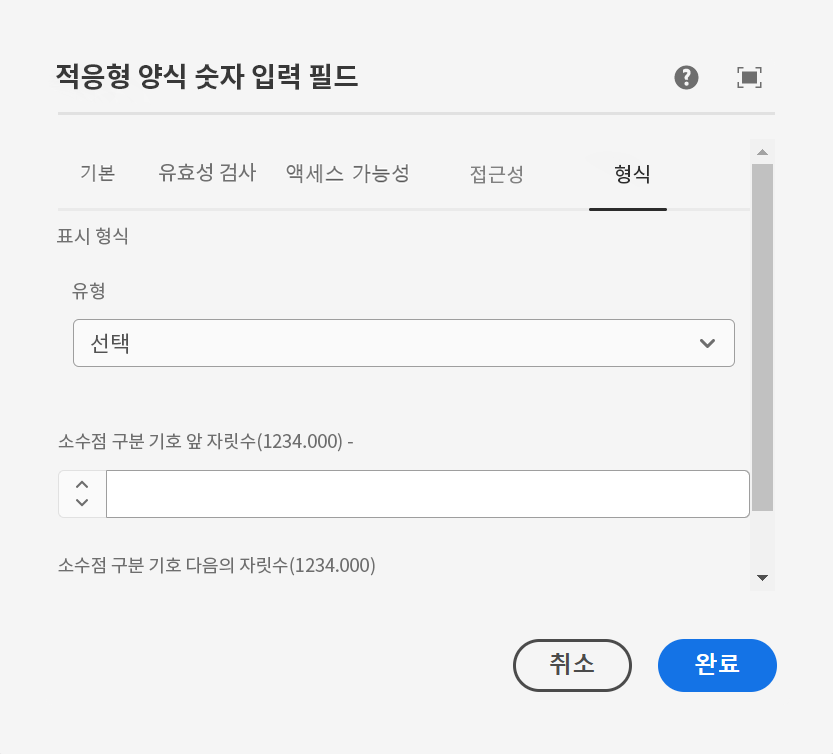 적응형 양식 숫자 입력 필드
기본 유효성 검사 액세스 가능성 접근성 형식
표시 형식
유형
선택
소수점 구분 기호 앞 자릿수(1234.000) -
소수점 구분 기호 다음의 자릿수(1234.000)
취소 완료